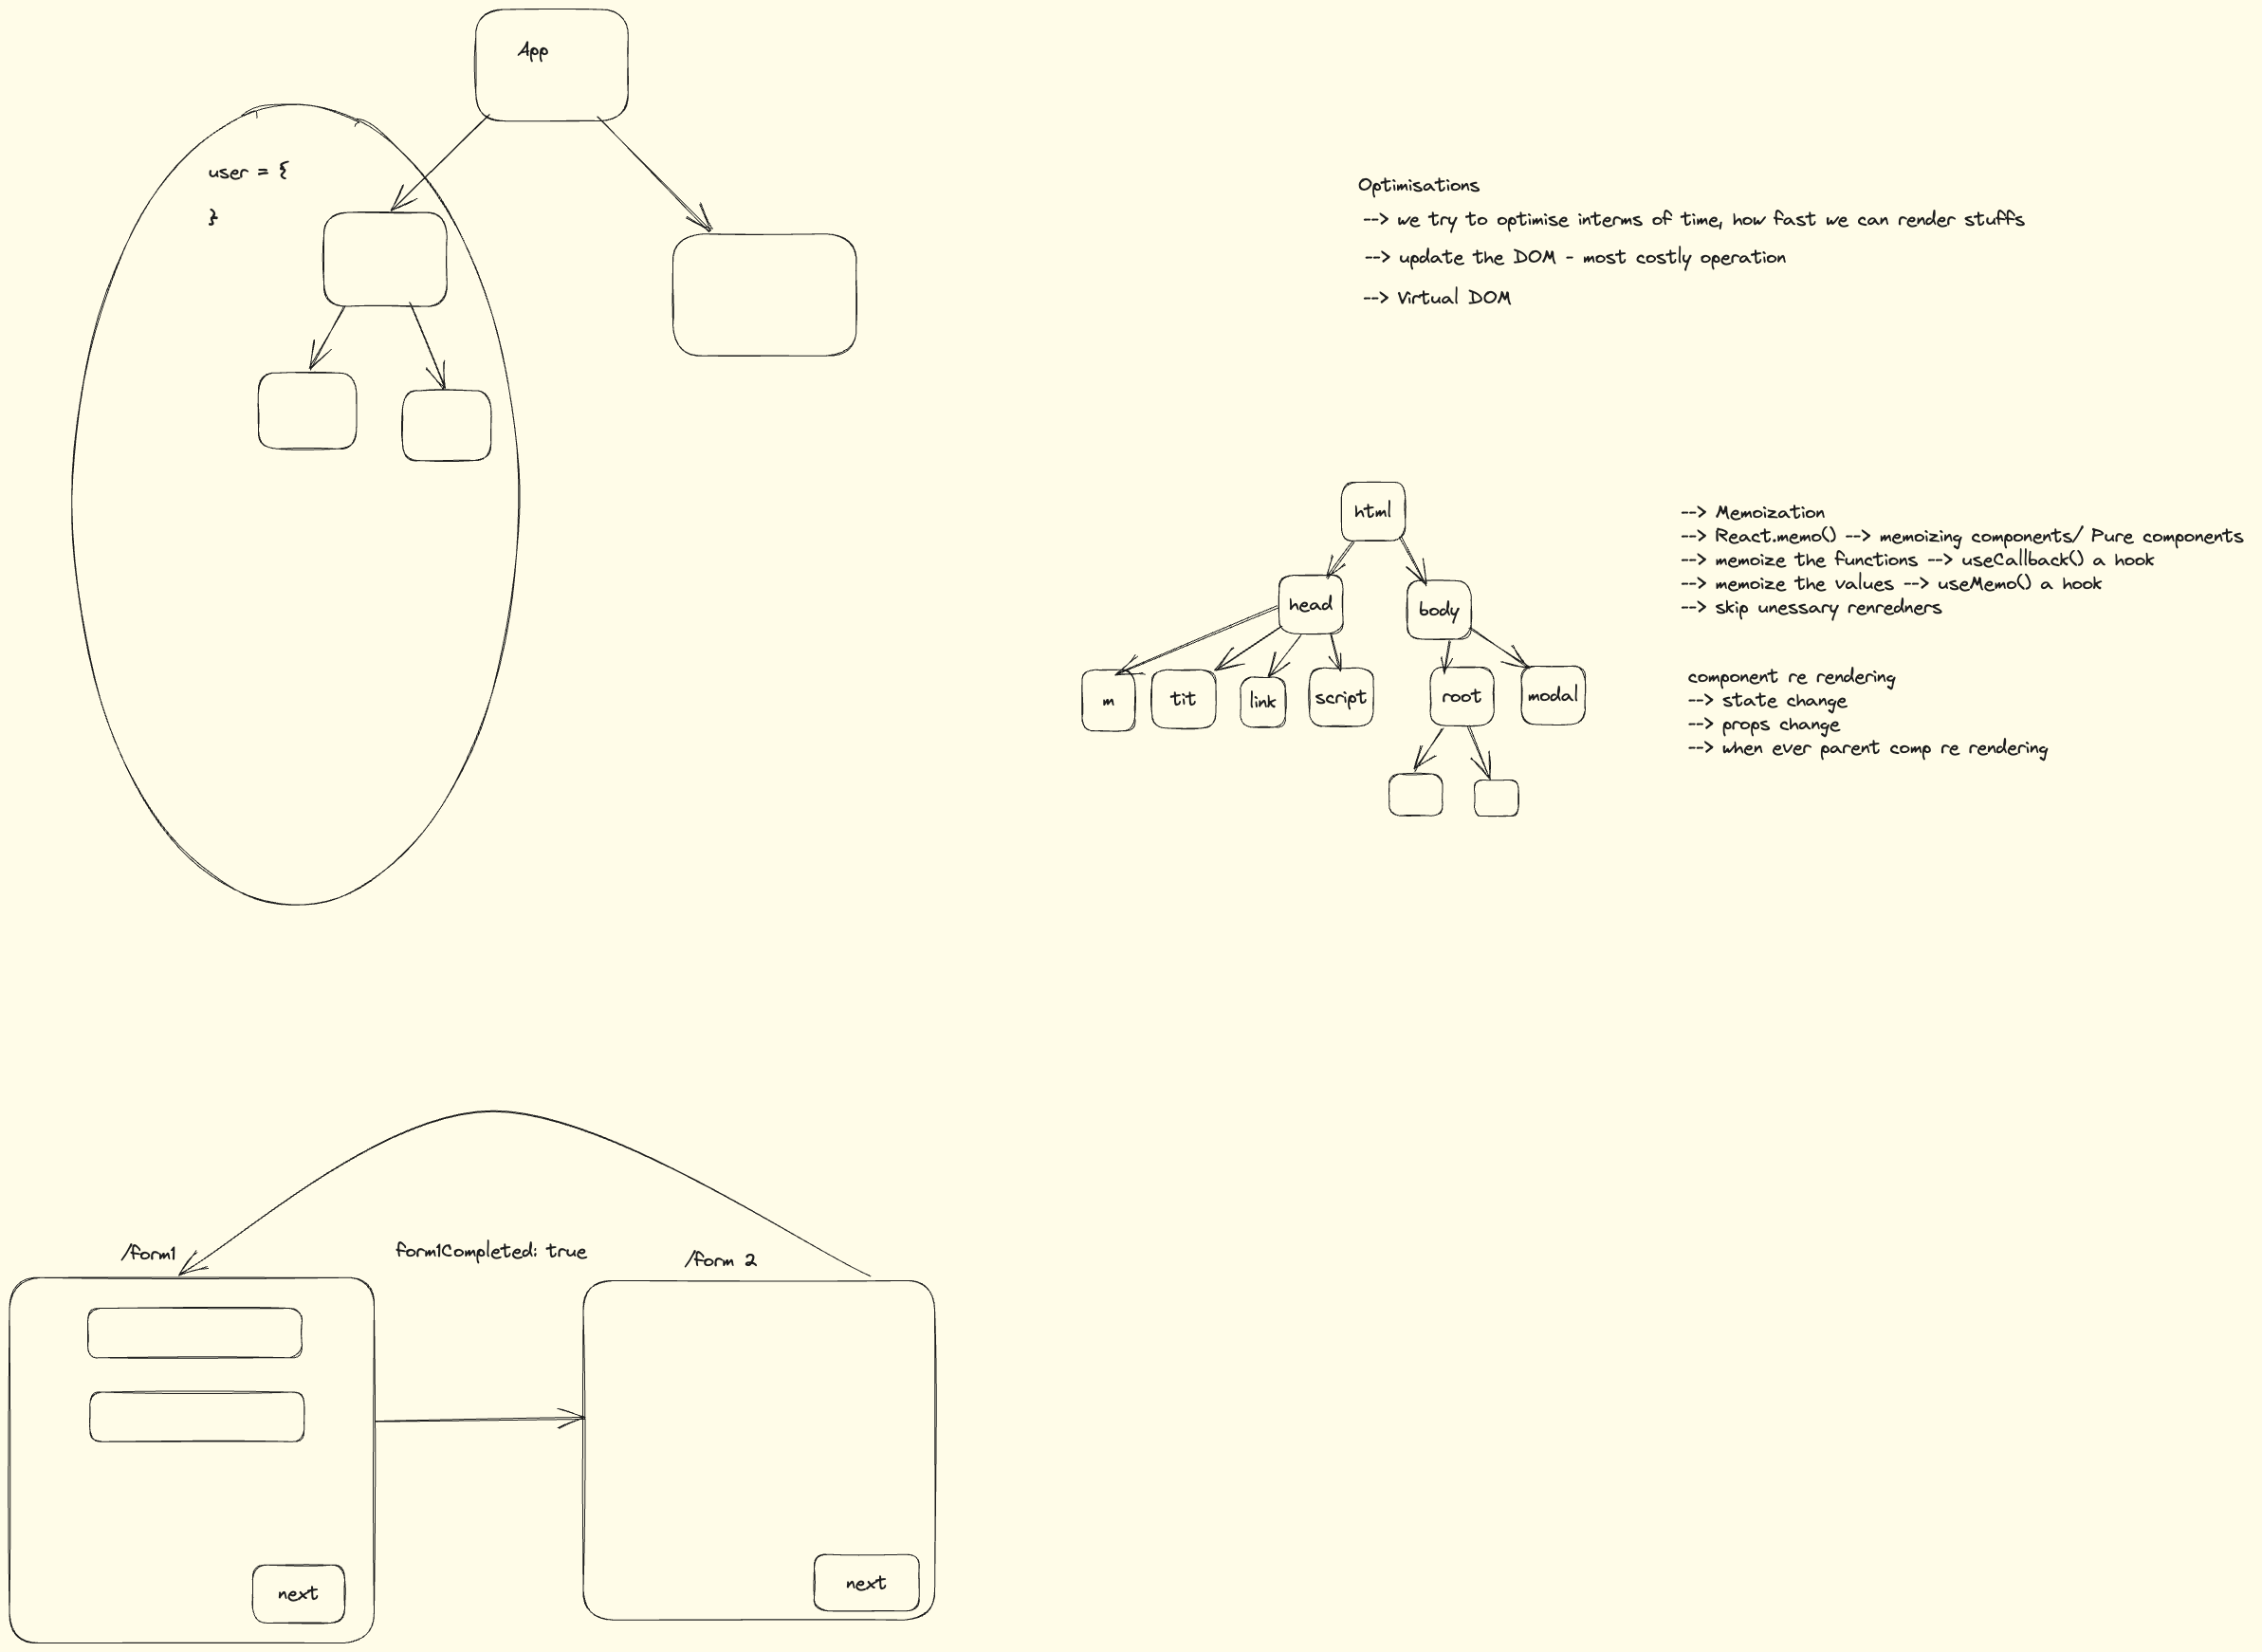 App
user = {
}
Optimisations
--> we try to optimise interms of time, how fast we can render stuffs
--> update the DOM - most costly operation
--> Virtual DOM
html
head
body
m
tit
link
script
root
modal
--> Memoization
--> React.memo() --> memoizing components/ Pure components
--> memoize the functions --> useCallback() a hook
--> memoize the values --> useMemo() a hook
--> skip unessary renredners
component re rendering
--> state change
--> props change
--> when ever parent comp re rendering
/form1
form1Completed: true
/form 2
next
next